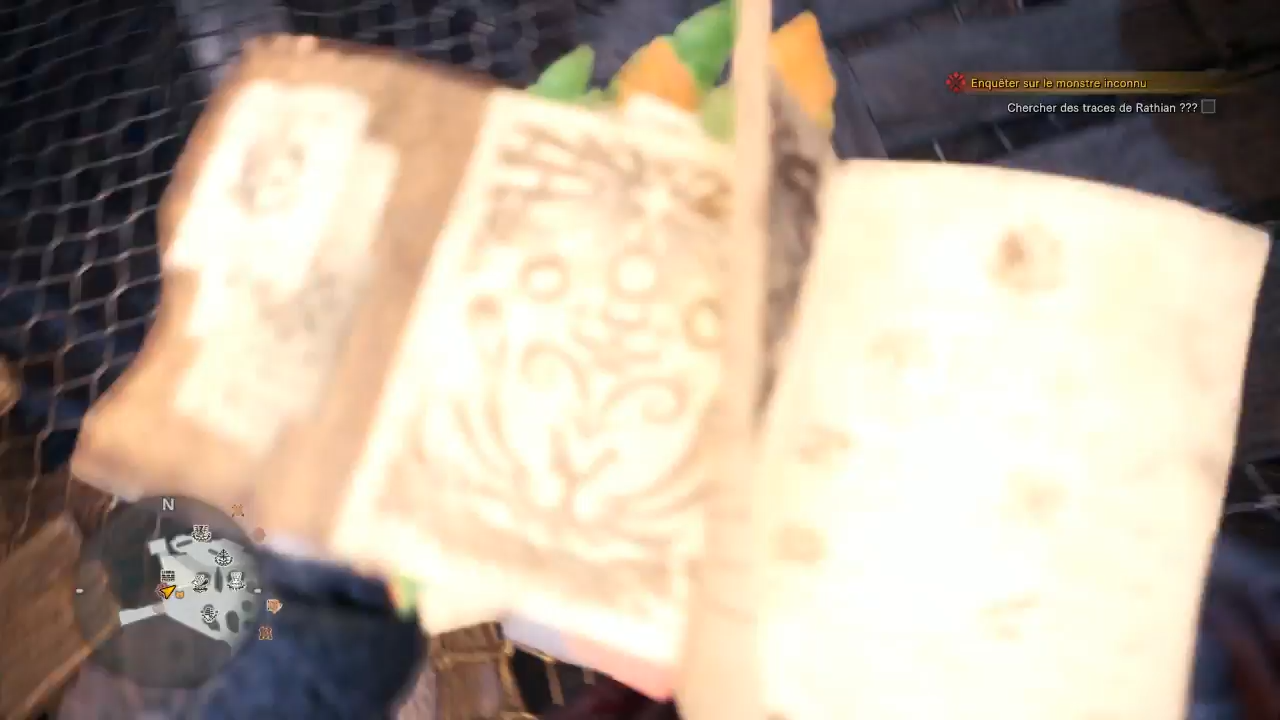 Enquêter sur le monstre inconnu
Chercher des traces de Rathian ???
N